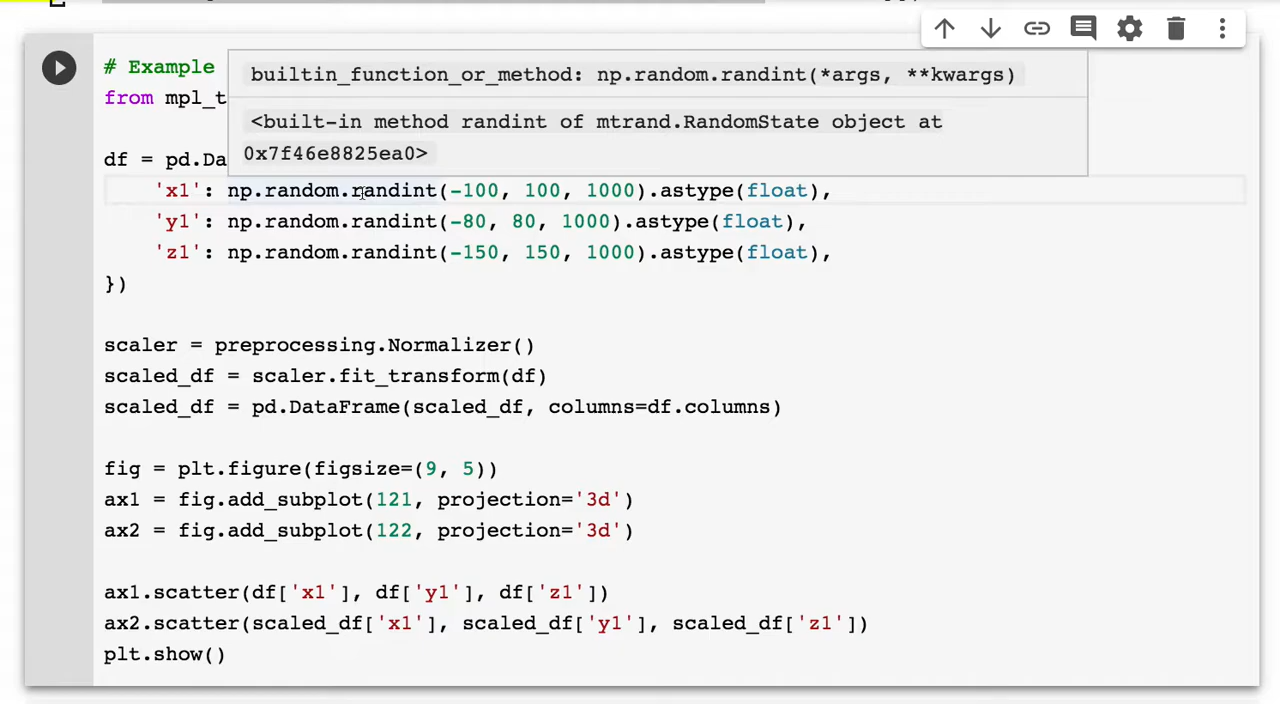 # Example
builtin_function_or_method: np.random.randint(*args, **kwargs)
from mpl_t
<built-in method randint of mtrand.RandomState object at
0x7f46e8825ea0>
df = pd.Da
'x1': np.random.randint(-100, 100, 1000).astype(float),
'y1': np.random.randint(-80, 80, 1000).astype(float),
'z1': np.random.randint(-150, 150, 1000).astype(float),
})
scaler = preprocessing.Normalizer()
scaled_df = scaler.fit_transform(df)
scaled_df = pd.DataFrame(scaled_df, columns=df.columns)
fig = plt.figure(figsize=(9, 5))
ax1 = fig.add_subplot(121, projection='3d')
ax2 = fig.add_subplot(122, projection='3d')
ax1.scatter(df['x1'], df['y1'], df['z1'])
ax2.scatter(scaled_df['x1'], scaled_df['y1'], scaled_df['z1'])
plt.show()